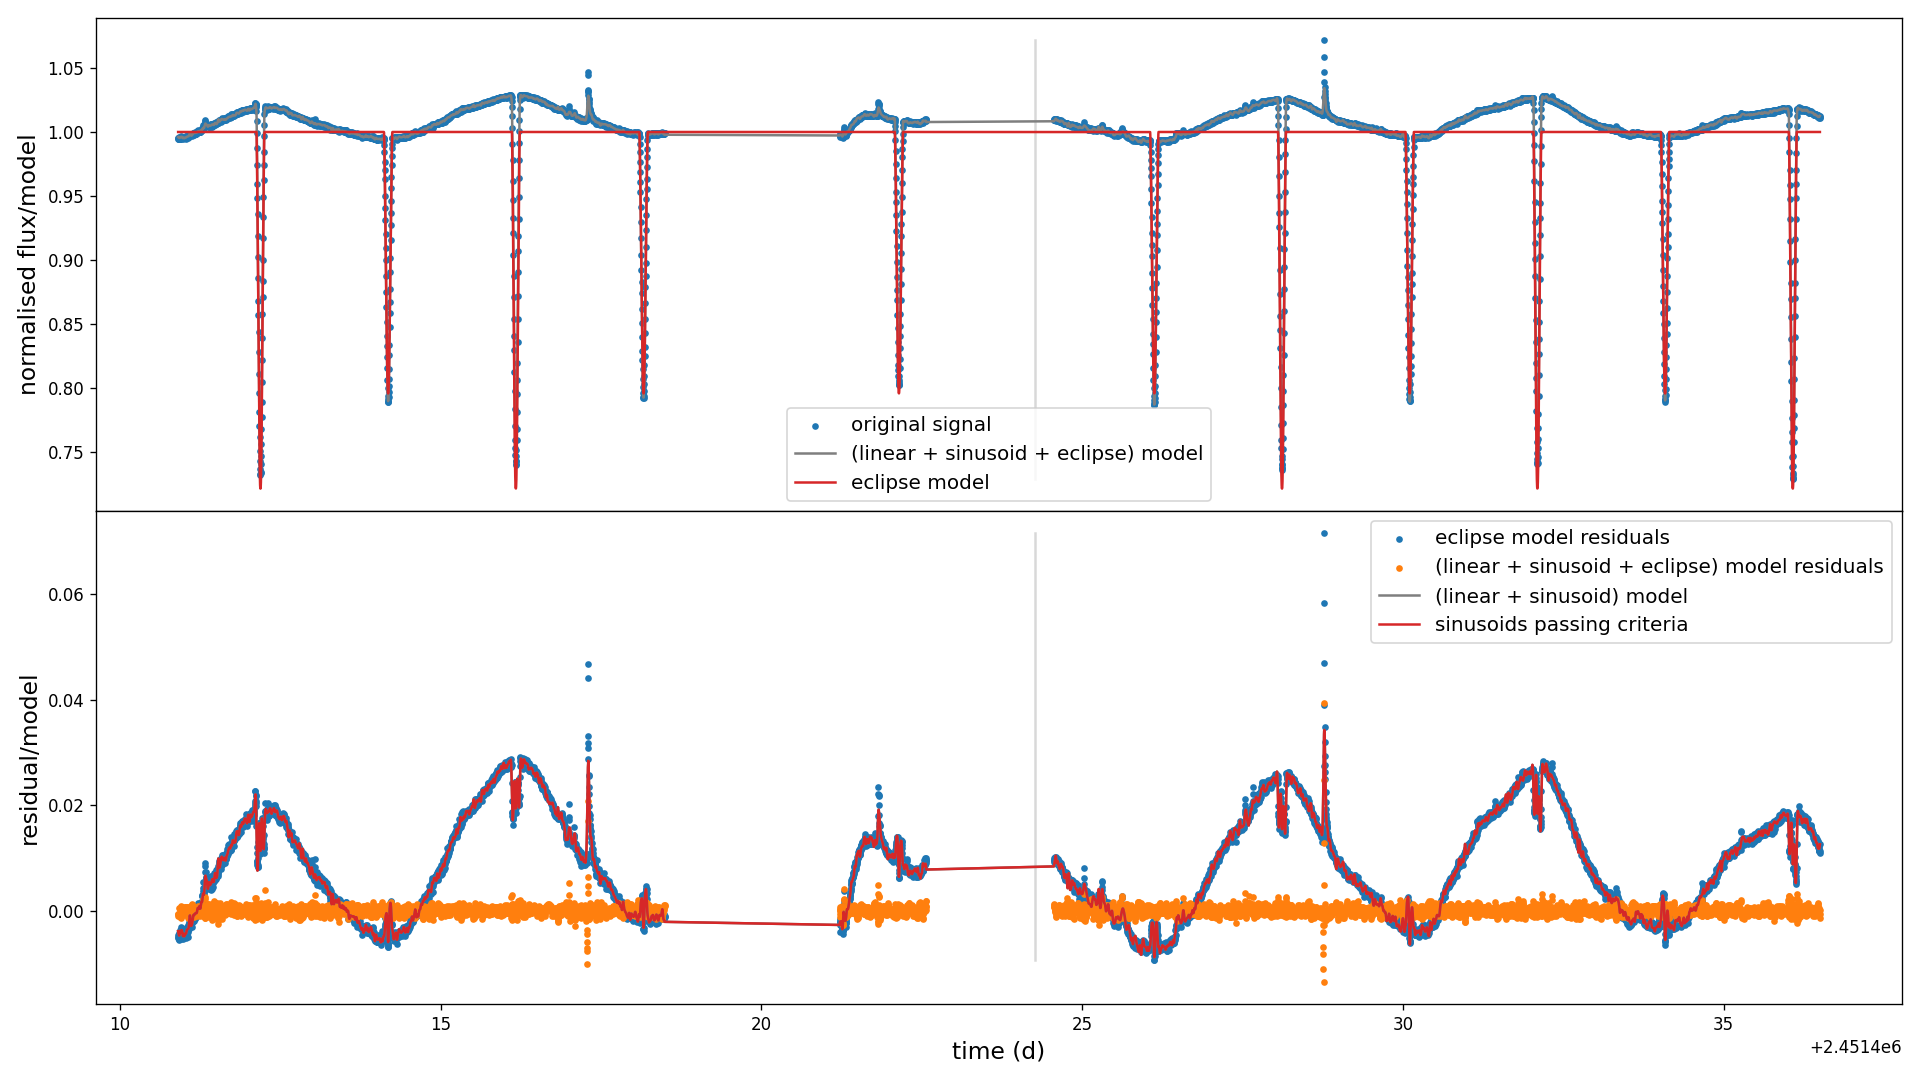 normalised flux/model
1.05
1.00
0.95
0.90
0.85
0.80
0.75
original signal
(linear + sinusoid + eclipse) model
eclipse model
residual/model
0.06
0.04
0.02
0.00
eclipse model residuals
(linear + sinusoid + eclipse) model residuals
(linear + sinusoid) model
sinusoids passing criteria
10 15 20 25 30 35
time (d)
+2.4514e6